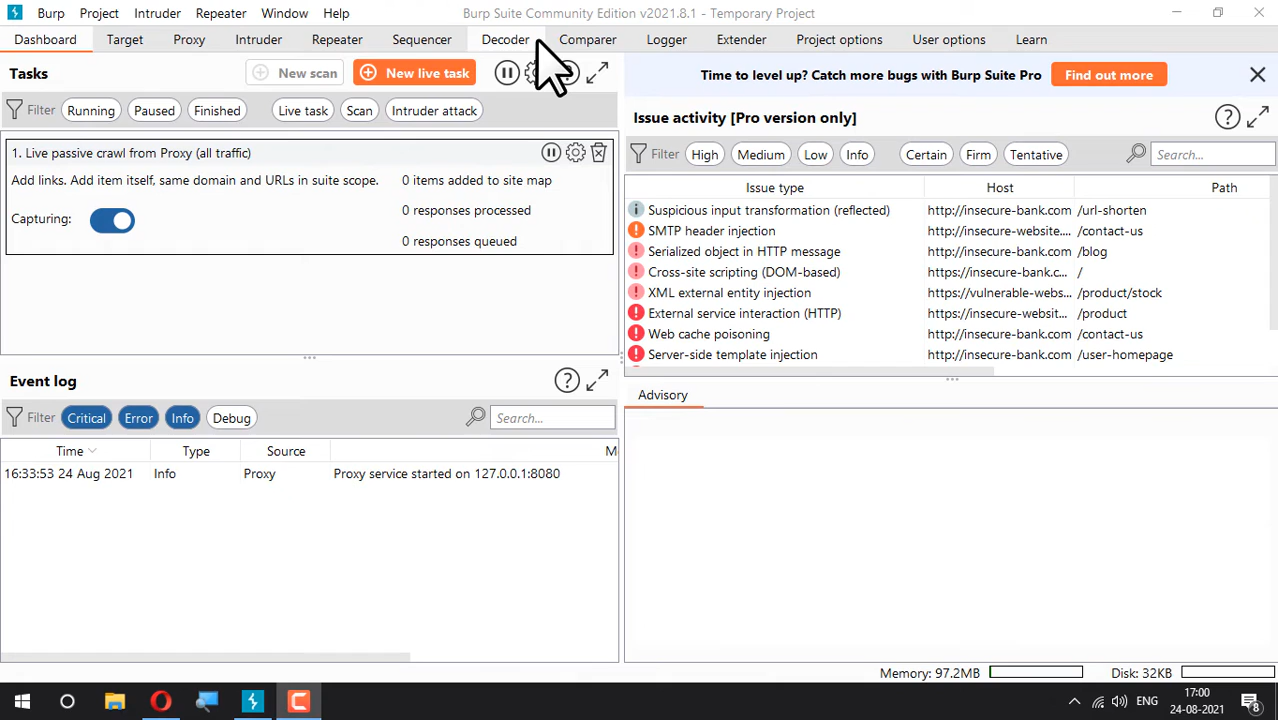 Burp Project Intruder Repeater Window Help Burp Suite Community Edition v2021.8.1 - Temporary Project
Dashboard Target Proxy Intruder Repeater Sequencer Decoder Comparer Logger Extender Project options User options Learn
Tasks New scan New live task
Filter Running Paused Finished Live task Scan Intruder attack
1. Live passive crawl from Proxy (all traffic)
Add links. Add item itself, same domain and URLs in suite scope.
Capturing:
0 items added to site map
0 responses processed
0 responses queued
Event log
Filter Critical Error Info Debug Search...
Time Type Source M
16:33:53 24 Aug 2021 Info Proxy Proxy service started on 127.0.0.1:8080
Time to level up? Catch more bugs with Burp Suite Pro Find out more
Issue activity [Pro version only]
Filter High Medium Low Info Certain Firm Tentative Search...
Issue type Host Path
Suspicious input transformation (reflected) http://insecure-bank.com /url-shorten
SMTP header injection http://insecure-website.... /contact-us
Serialized object in HTTP message http://insecure-bank.com /blog
Cross-site scripting (DOM-based) https://insecure-bank.c... /
XML external entity injection https://vulnerable-webs... /product/stock
External service interaction (HTTP) https://insecure-websit... /product
Web cache poisoning http://insecure-bank.com /contact-us
Server-side template injection http://insecure-bank.com /user-homepage
Advisory
Memory: 97.2MB Disk: 32KB
ENG
17:00
24-08-2021
8